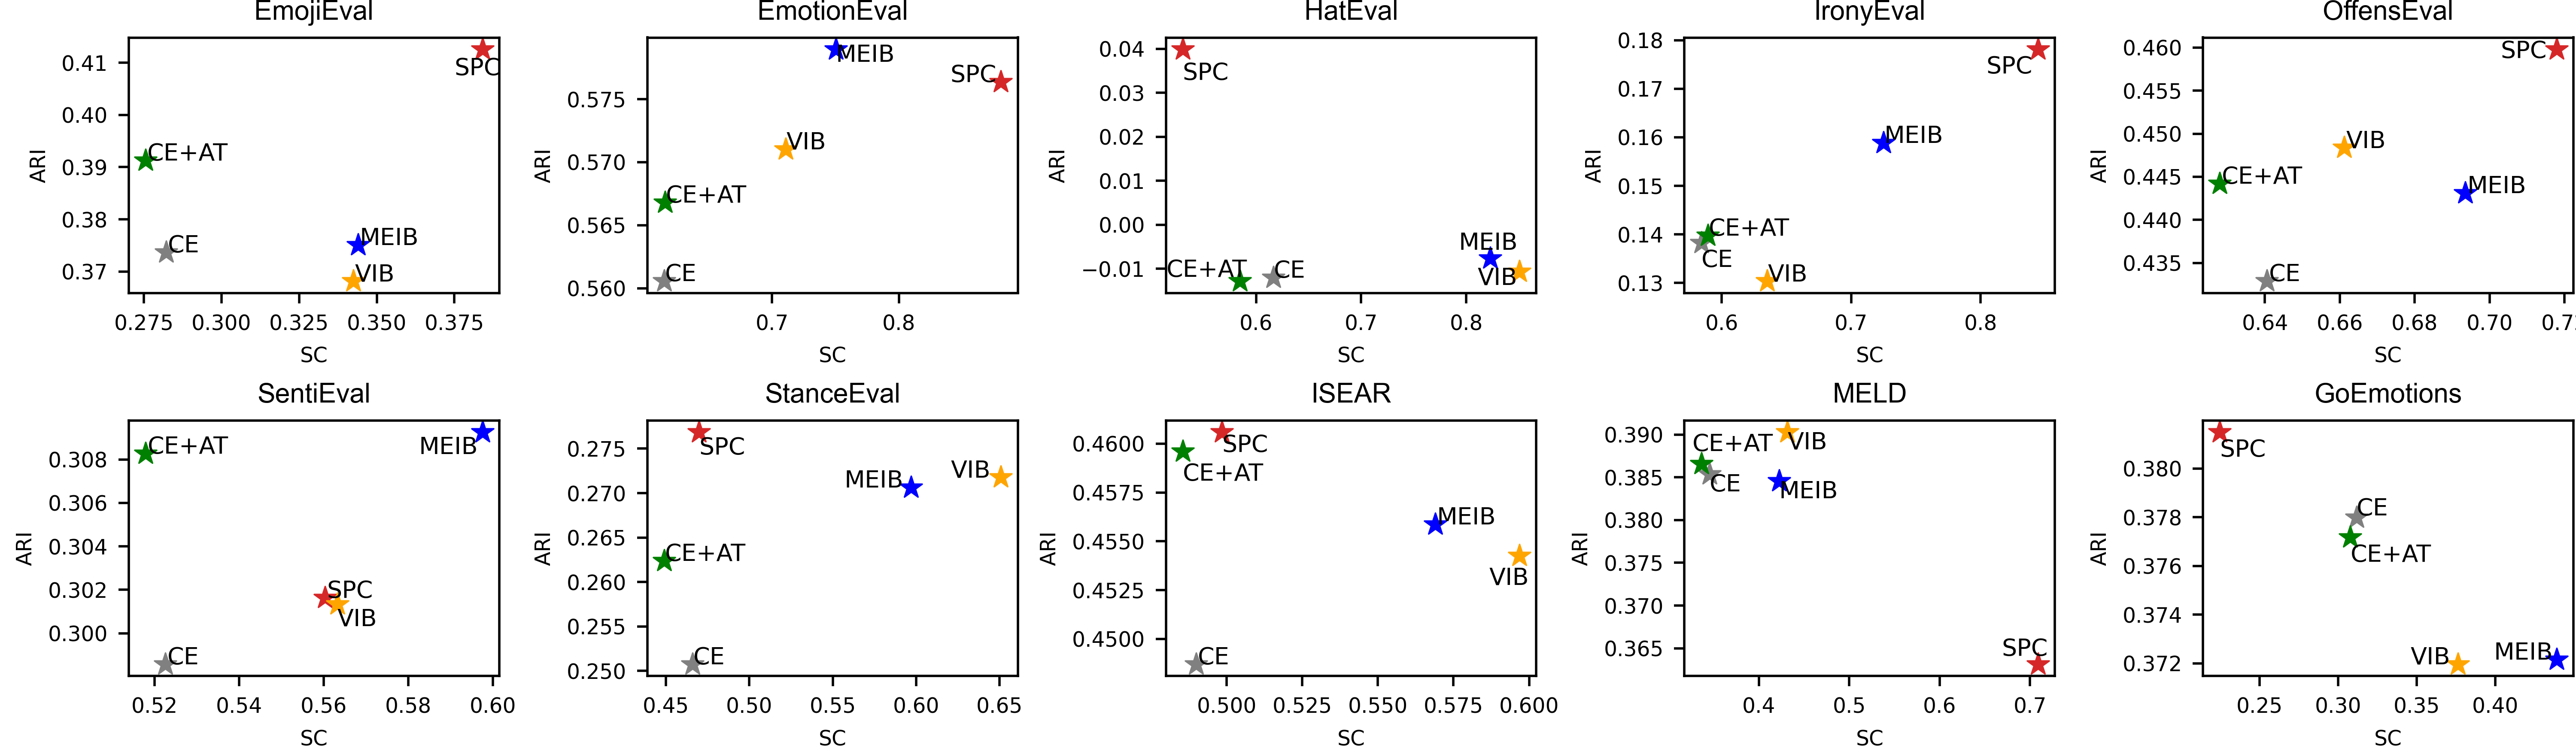 EmojiEval
EmotionEval
HatEval
IronyEval
OffensEval
ARI
0.41
0.40
0.39
0.38
0.37
SPC
CE+AT
CE
MEIB
VIB
0.275 0.300 0.325 0.350 0.375
SC
ARI
0.575
0.570
0.565
0.560
MEIB
SPC
VIB
CE+AT
CE
0.7 0.8
SC
ARI
0.04
0.03
0.02
0.01
0.00
−0.01
SPC
MEIB
CE+AT
CE
VIB
0.6 0.7 0.8
SC
ARI
0.18
0.17
0.16
0.15
0.14
0.13
SPC
MEIB
CE+AT
CE
VIB
0.6 0.7 0.8
SC
ARI
0.460
0.455
0.450
0.445
0.440
0.435
SPC
VIB
CE+AT
MEIB
CE
0.64 0.66 0.68 0.70
SC
SentiEval
StanceEval
ISEAR
MELD
GoEmotions
ARI
0.308
0.306
0.304
0.302
0.300
CE+AT
MEIB
SPC
VIB
CE
0.52 0.54 0.56 0.58 0.60
SC
ARI
0.275
0.270
0.265
0.260
0.255
0.250
SPC
VIB
MEIB
CE+AT
CE
0.45 0.50 0.55 0.60 0.65
SC
ARI
0.4600
0.4575
0.4550
0.4525
0.4500
SPC
CE+AT
MEIB
VIB
CE
0.500 0.525 0.550 0.575 0.600
SC
ARI
0.390
0.385
0.380
0.375
0.370
0.365
CE+AT
VIB
CE
MEIB
SPC
0.4 0.5 0.6 0.7
SC
ARI
0.380
0.378
0.376
0.374
0.372
SPC
CE
CE+AT
VIB
MEIB
0.25 0.30 0.35 0.40
SC